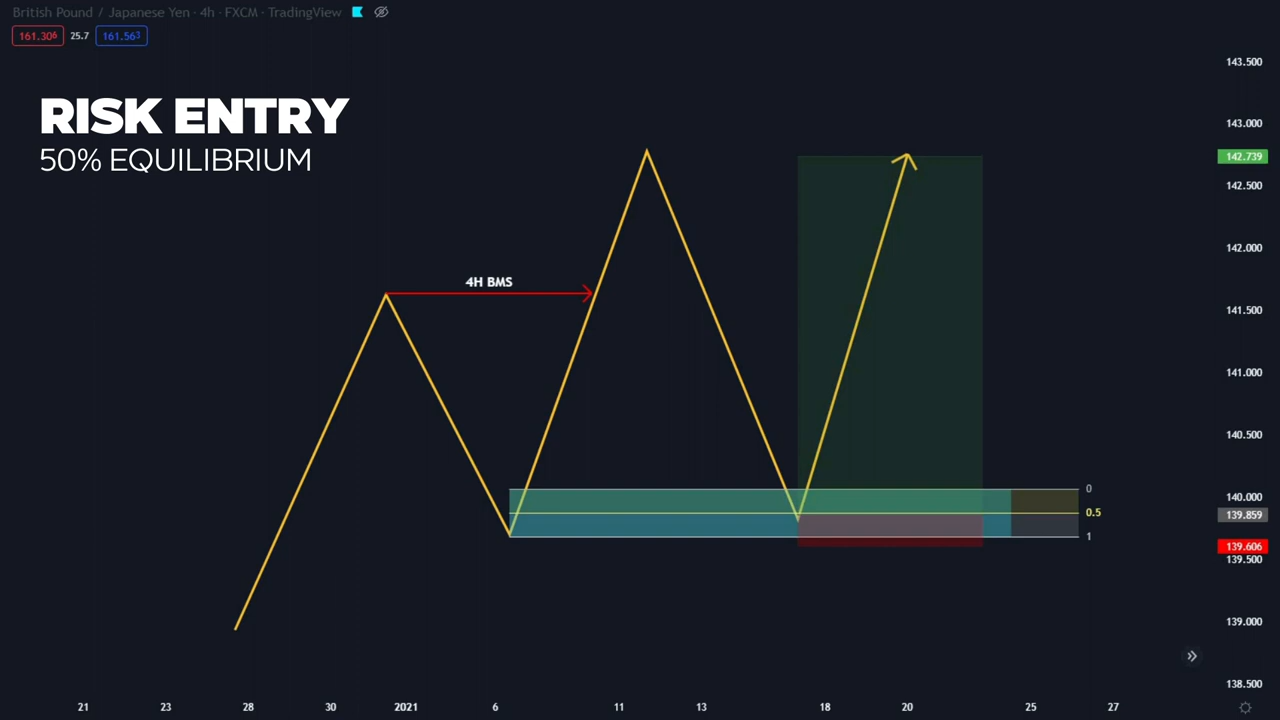 British Pound / Japanese Yen · 4h · FXCM · TradingView
161.306 25.7 161.563
RISK ENTRY
50% EQUILIBRIUM
4H BMS
0
0.5
1
143.500
143.000
142.739
142.500
142.000
141.500
141.000
140.500
140.000
139.859
139.606
139.500
139.000
138.500
21 23 28 30 2021 6 11 13 18 20 25 27